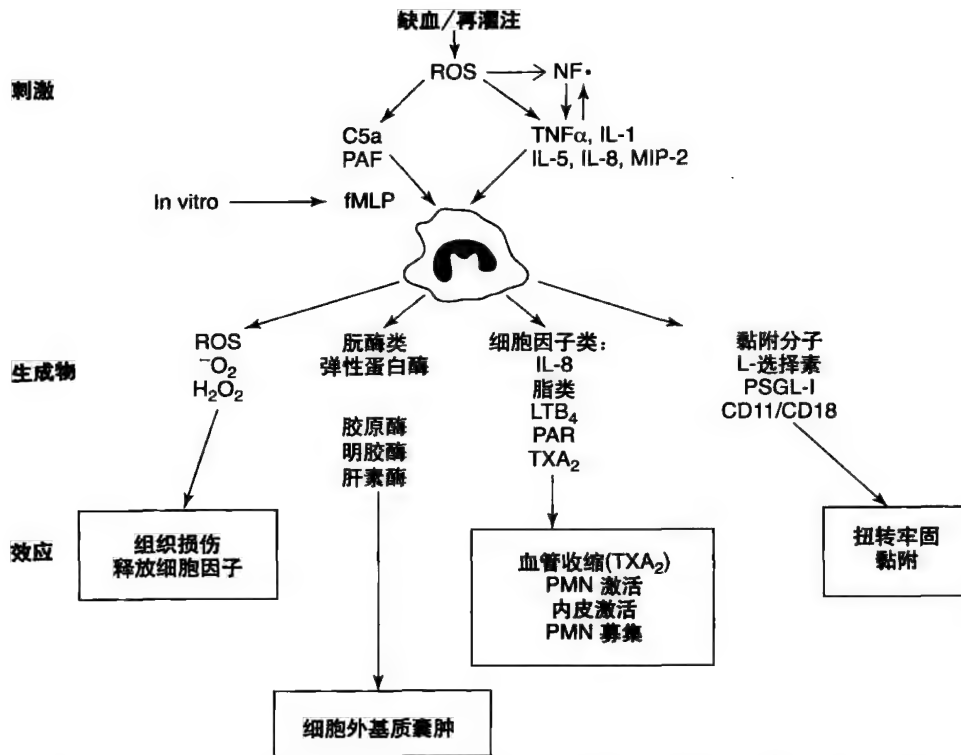 缺血/再灌注
刺激
ROS
NF•
C5a
PAF
TNFα, IL-1
IL-5, IL-8, MIP-2
In vitro
fMLP
生成物
ROS
⁻O₂
H₂O₂
朊酶类
弹性蛋白酶
胶原酶
明胶酶
肝素酶
细胞因子类:
IL-8
脂类
LTB₄
PAR
TXA₂
黏附分子
L-选择素
PSGL-I
CD11/CD18
效应
组织损伤
释放细胞因子
血管收缩(TXA₂)
PMN 激活
内皮激活
PMN 募集
扭转牢固
黏附
细胞外基质囊肿